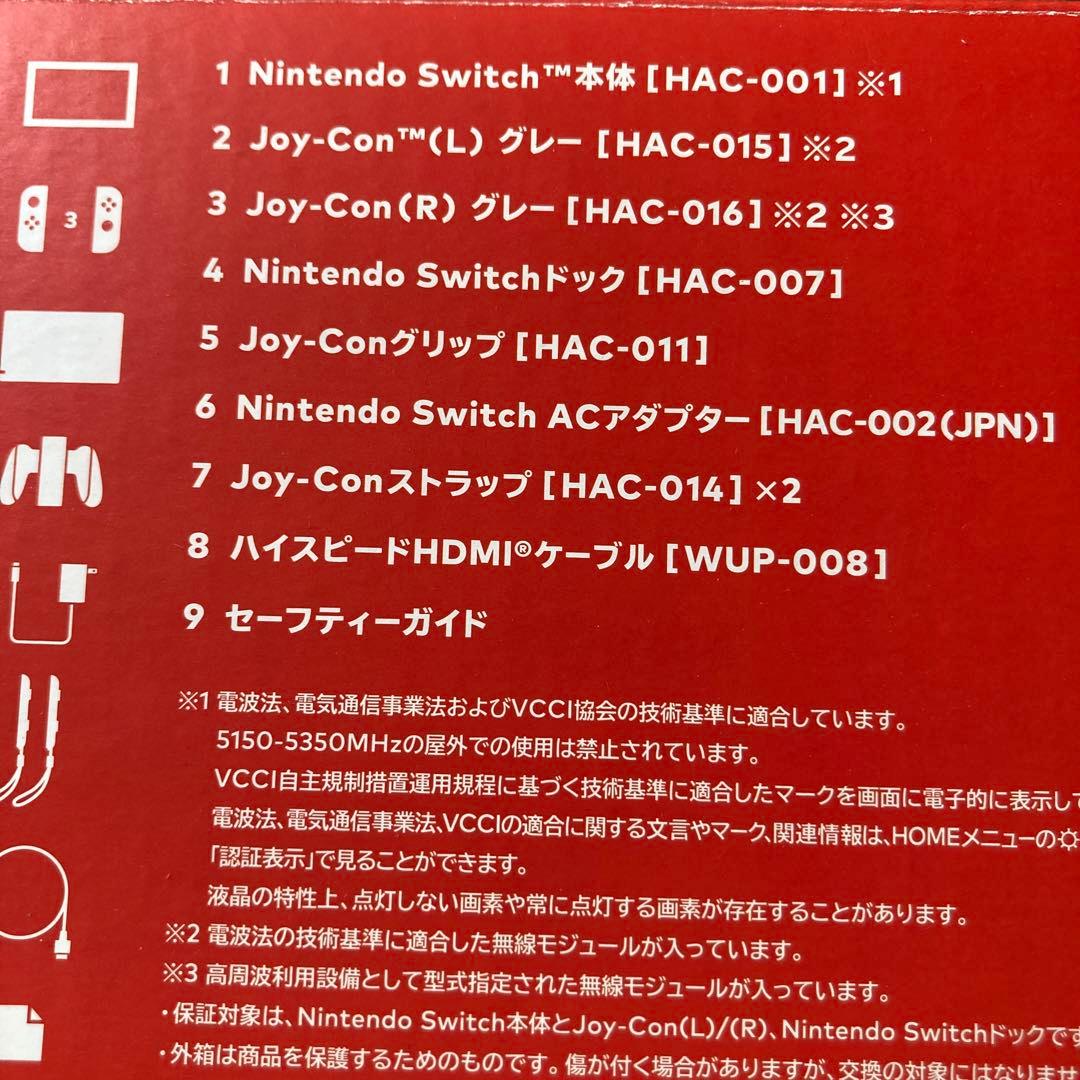 1 Nintendo Switch™本体 [HAC-001] ※1
2 Joy-Con™(L) グレー [HAC-015] ※2
3 Joy-Con(R) グレー [HAC-016] ※2 ※3
4 Nintendo Switchドック [HAC-007]
5 Joy-Conグリップ [HAC-011]
6 Nintendo Switch ACアダプター [HAC-002(JPN)]
7 Joy-Conストラップ [HAC-014] ×2
8 ハイスピードHDMI®ケーブル [WUP-008]
9 セーフティーガイド
3
※1 電波法、電気通信事業法およびVCCI協会の技術基準に適合しています。
5150-5350MHzの屋外での使用は禁止されています。
VCCI自主規制措置運用規程に基づく技術基準に適合したマークを画面に電子的に表示して
電波法、電気通信事業法、VCCIの適合に関する文言やマーク、関連情報は、HOMEメニューの
「認証表示」で見ることができます。
液晶の特性上、点灯しない画素や常に点灯する画素が存在することがあります。
※2 電波法の技術基準に適合した無線モジュールが入っています。
※3 高周波利用設備として型式指定された無線モジュールが入っています。
・保証対象は、Nintendo Switch本体とJoy-Con(L)/(R)、Nintendo Switchドックです
・外箱は商品を保護するためのものです。傷が付く場合がありますが、交換の対象にはなりませ